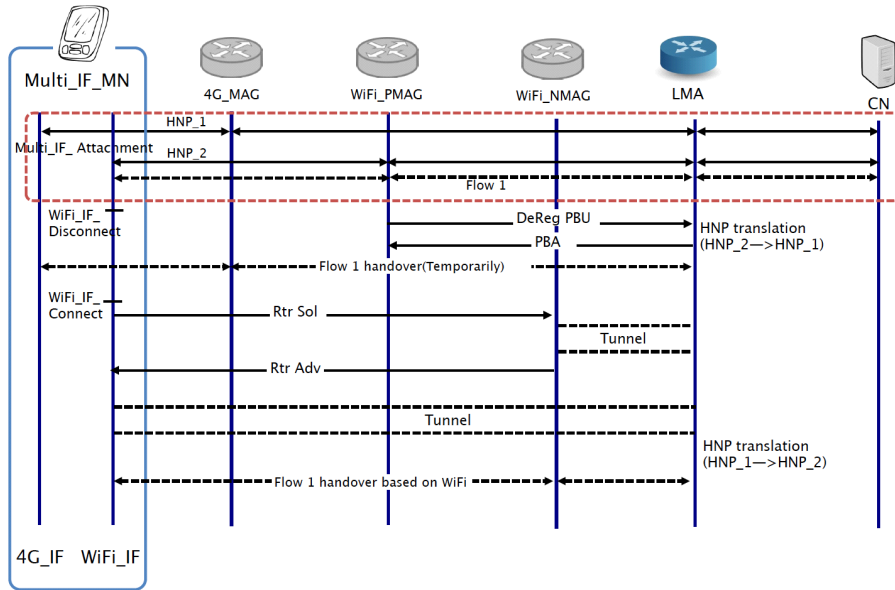 Multi_IF_MN
4G_MAG
WiFi_PMAG
WiFi_NMAG
LMA
CN
HNP_1
Multi_IF_ Attachment
HNP_2
Flow 1
WiFi_IF_
Disconnect
DeReg PBU
PBA
HNP translation
(HNP_2—>HNP_1)
Flow 1 handover(Temporarily)
WiFi_IF_
Connect
Rtr Sol
Tunnel
Rtr Adv
Tunnel
HNP translation
(HNP_1—>HNP_2)
Flow 1 handover based on WiFi
4G_IF
WiFi_IF